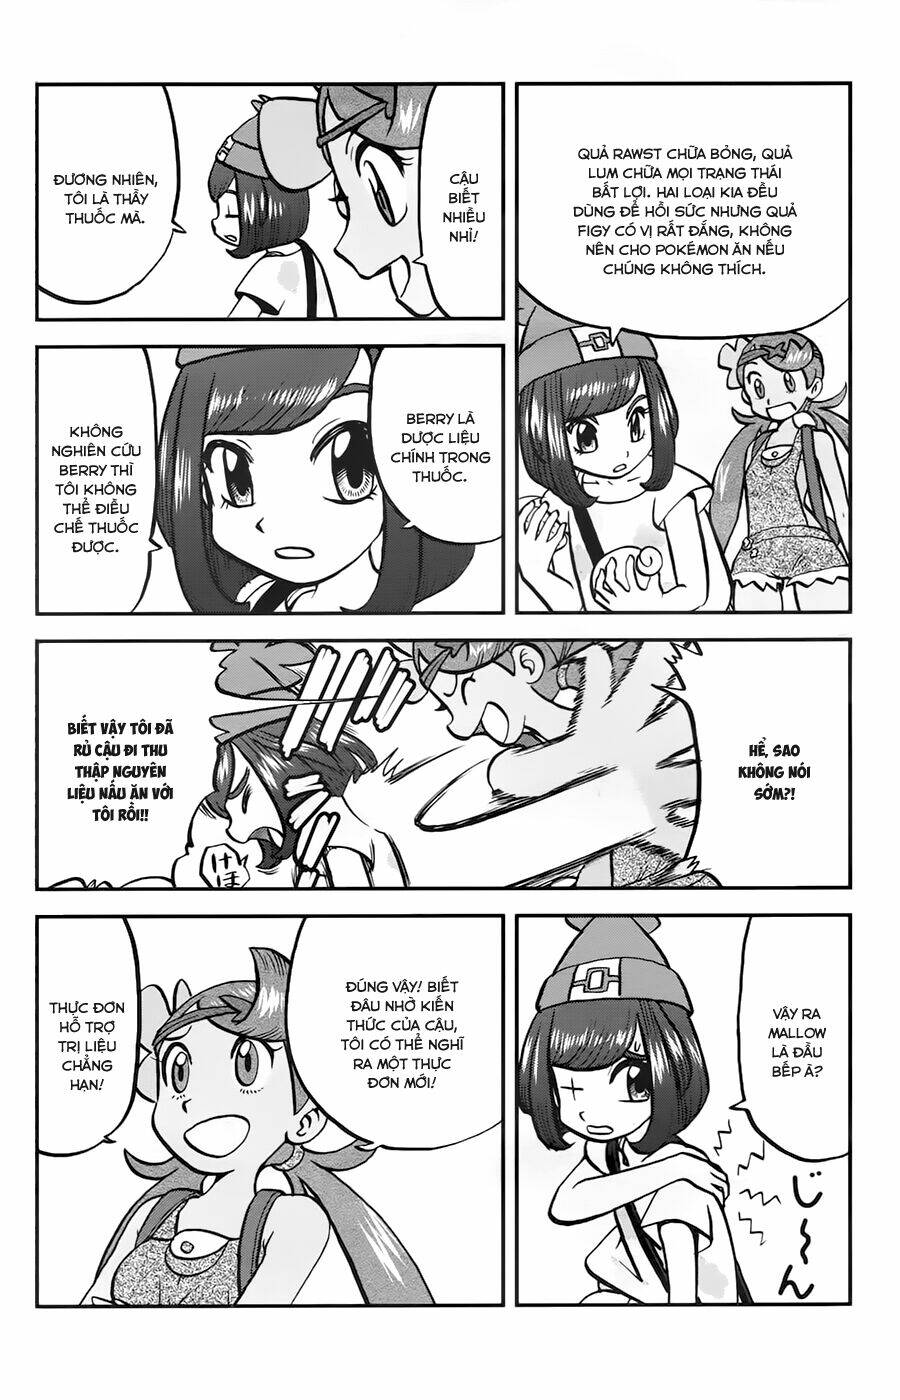 QUẢ RAWST CHỮA BỎNG, QUẢ
LUM CHỮA MỌI TRẠNG THÁI
BẤT LỢI. HAI LOẠI KIA ĐỀU
DÙNG ĐỂ HỒI SỨC NHƯNG QUẢ
FIGY CÓ VỊ RẤT ĐẮNG, KHÔNG
NÊN CHO POKÉMON ĂN NẾU
CHÚNG KHÔNG THÍCH.
CẬU
BIẾT
NHIỀU
NHỈ!
ĐƯƠNG NHIÊN,
TÔI LÀ THẦY
THUỐC MÀ.
BERRY LÀ
DƯỢC LIỆU
CHÍNH TRONG
THUỐC.
KHÔNG
NGHIÊN CỨU
BERRY THÌ
TÔI KHÔNG
THỂ ĐIỀU
CHẾ THUỐC
ĐƯỢC.
HỂ, SAO
KHÔNG NÓI
SỚM?!
BIẾT VẬY TÔI ĐÃ
RỦ CẬU ĐI THU
THẬP NGUYÊN
LIỆU NẤU ĂN VỚI
TÔI RỒI!!
けほ
VẬY RA
MALLOW
LÀ ĐẦU
BẾP À?
じ〜ん
ĐÚNG VẬY! BIẾT
ĐÂU NHỜ KIẾN
THỨC CỦA CẬU,
TÔI CÓ THỂ NGHĨ
RA MỘT THỰC
ĐƠN MỚI!
THỰC ĐƠN
HỖ TRỢ
TRỊ LIỆU
CHẲNG
HẠN!